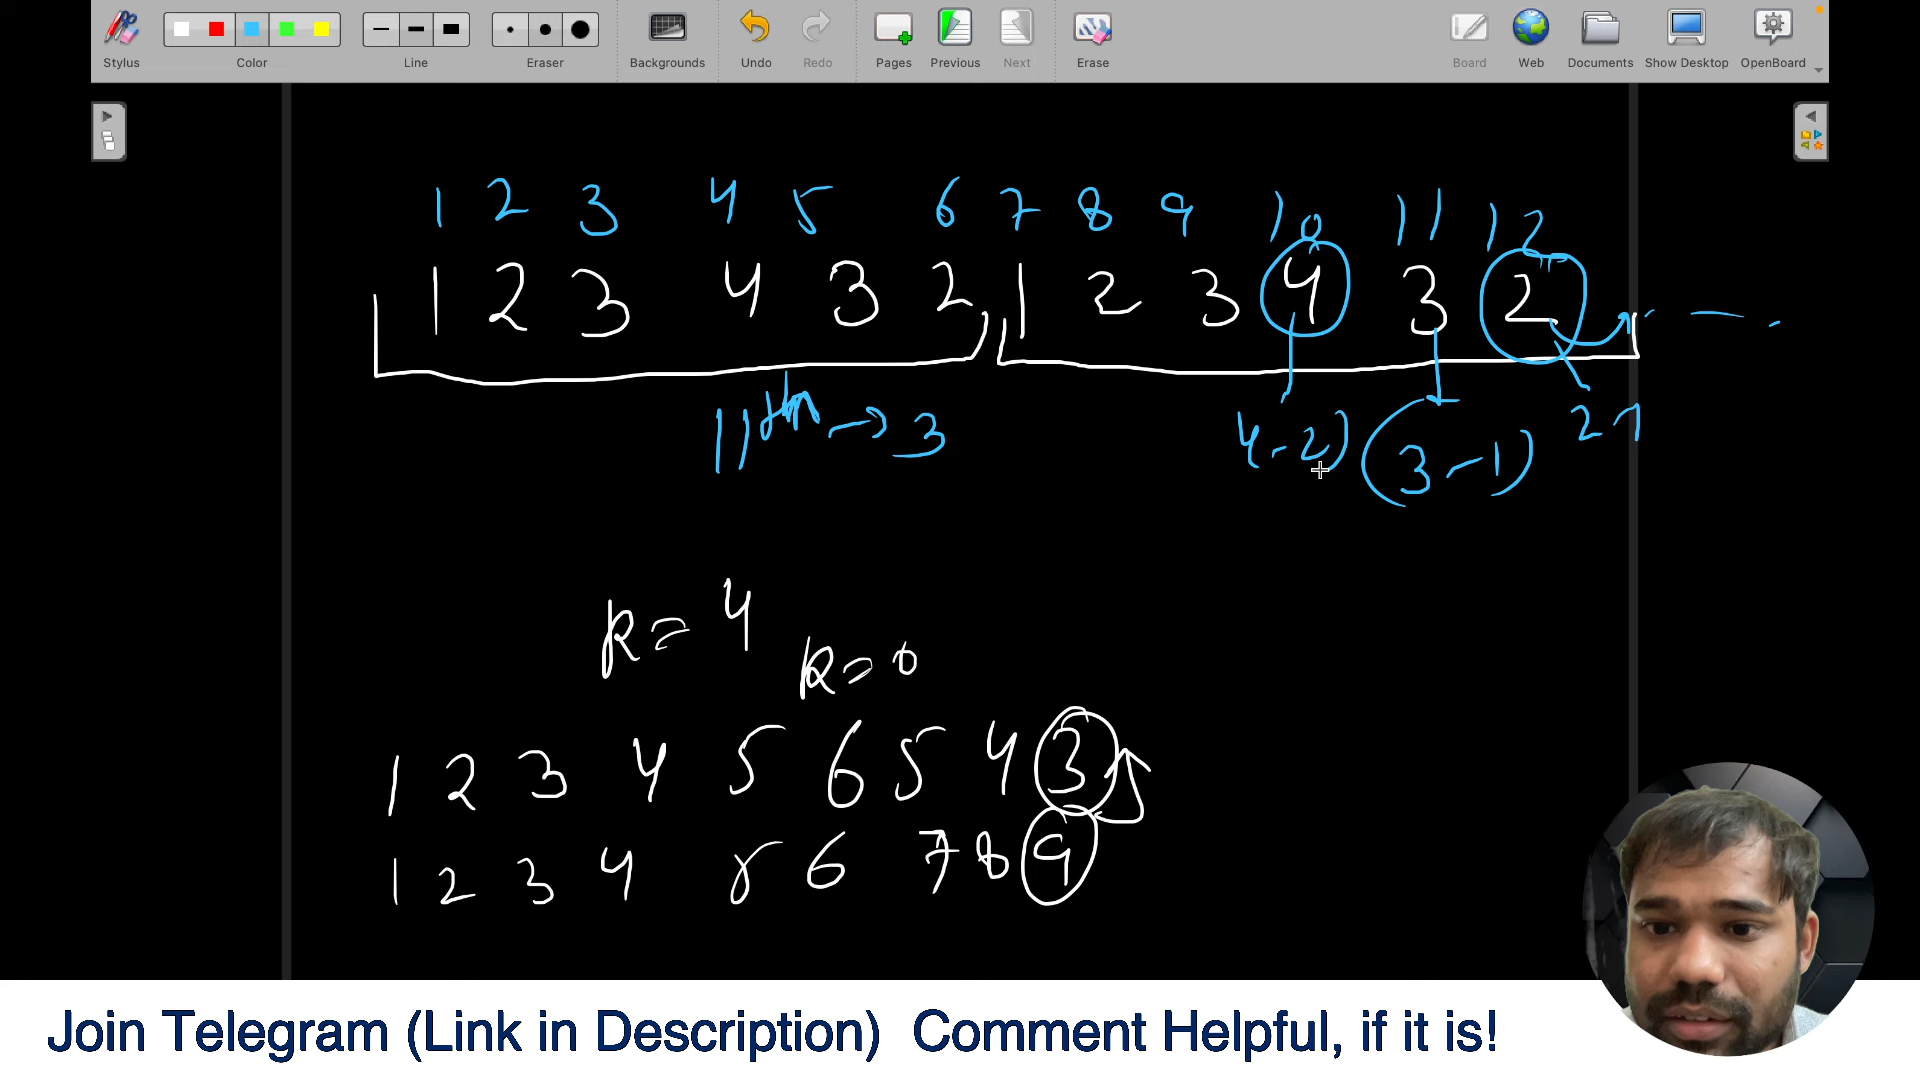 Stylus Color Line Eraser Backgrounds Undo Redo Pages Previous Next Erase Board Web Documents Show Desktop OpenBoard
1 2 3 4 5 6 7 8 9 10 11 12
1 2 3 4 3 2 1 2 3 4 3 2
11th → 3
4-2) (3-1) 2
k = 4
k = 0
1 2 3 4 5 6 5 4 3
1 2 3 4 5 6 7 8 9
Join Telegram (Link in Description) Comment Helpful, if it is!